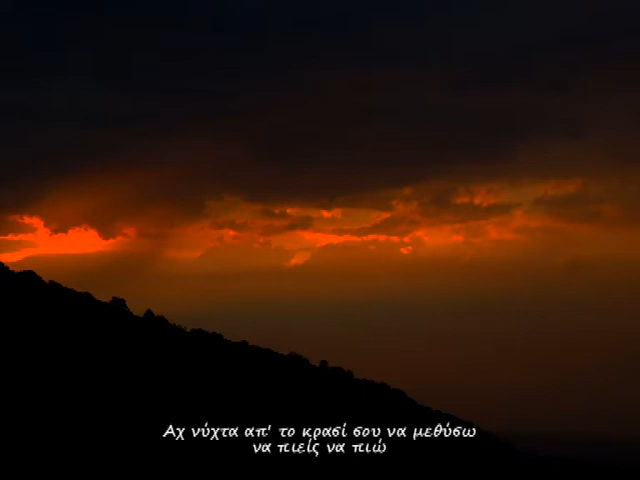 Αχ νύχτα απ' το κρασί σου να μεθύσω
να πιείς να πιώ